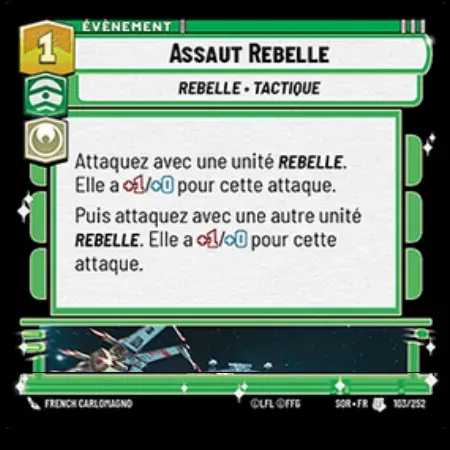 ÉVÈNEMENT
1
ASSAUT REBELLE
REBELLE • TACTIQUE
Attaquez avec une unité REBELLE.
Elle a +1/+0 pour cette attaque.
Puis attaquez avec une autre unité
REBELLE. Elle a +1/+0 pour cette
attaque.
FRENCH CARLOMAGNO ©LFL ©FFG SOR • FR 103/252